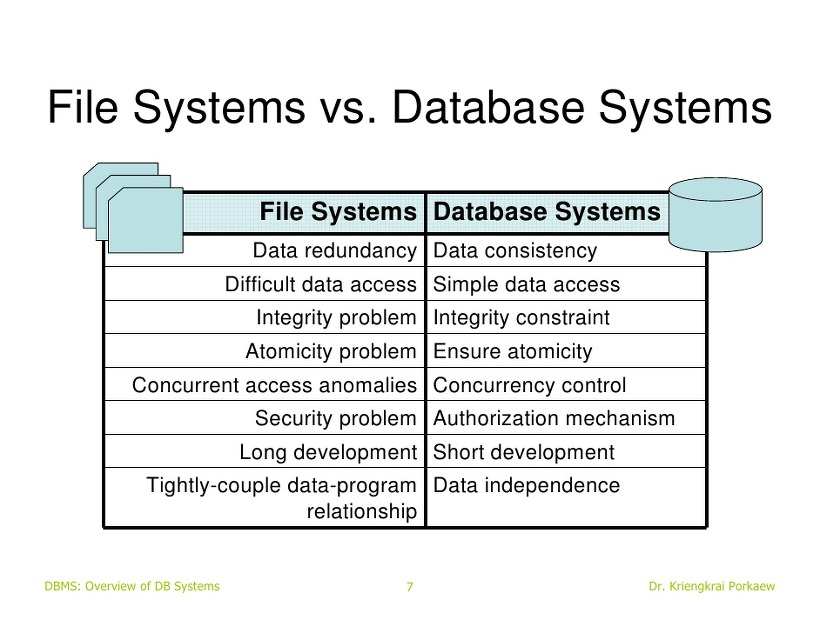 File Systems vs. Database Systems
File Systems Database Systems
Data redundancy Data consistency
Difficult data access Simple data access
Integrity problem Integrity constraint
Atomicity problem Ensure atomicity
Concurrent access anomalies Concurrency control
Security problem Authorization mechanism
Long development Short development
Tightly-couple data-program Data independence
relationship
DBMS: Overview of DB Systems 7 Dr. Kriengkrai Porkaew